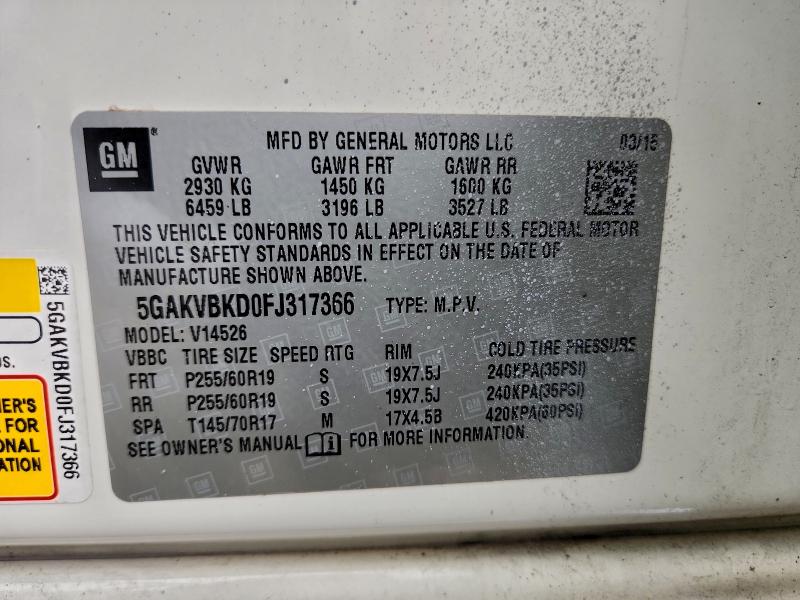 GM®
MFD BY GENERAL MOTORS LLC 03/15
GVWR GAWR FRT GAWR RR
2930 KG 1450 KG 1600 KG
6459 LB 3196 LB 3527 LB
THIS VEHICLE CONFORMS TO ALL APPLICABLE U.S. FEDERAL MOTOR
VEHICLE SAFETY STANDARDS IN EFFECT ON THE DATE OF
MANUFACTURE SHOWN ABOVE.
5GAKVBKD0FJ317366 TYPE: M.P.V.
MODEL: V14526
VBBC TIRE SIZE SPEED RTG RIM COLD TIRE PRESSURE
FRT P255/60R19 S 19X7.5J 240KPA(35PSI)
RR P255/60R19 S 19X7.5J 240KPA(35PSI)
SPA T145/70R17 M 17X4.5B 420KPA(60PSI)
SEE OWNER'S MANUAL FOR MORE INFORMATION
5GAKVBKD0FJ317366
FOR